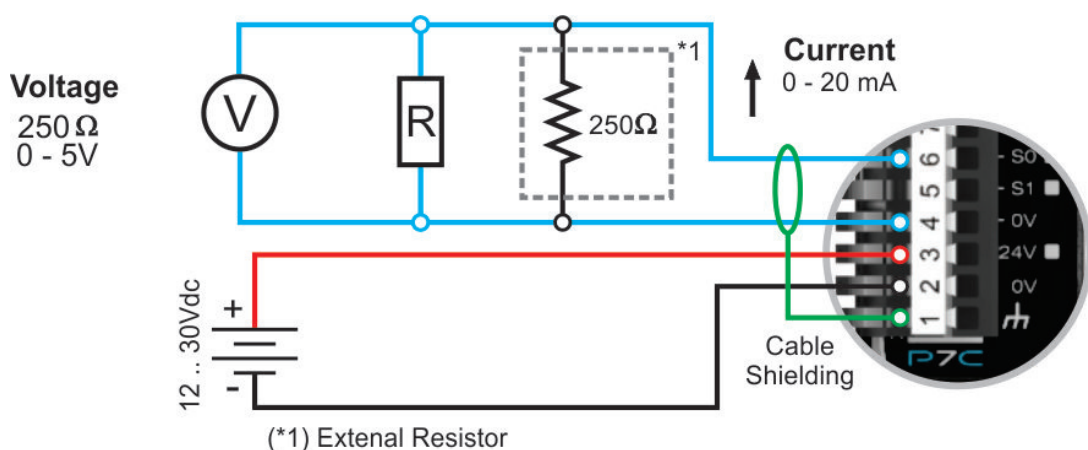 Voltage
250Ω
0 - 5V
V
R
250Ω
*1
Current
0 - 20 mA
12 .. 30Vdc
+
-
Cable
Shielding
(*1) Extenal Resistor
6
5
4
3
2
1
- S0
- S1
- 0V
24V
0V
P7C